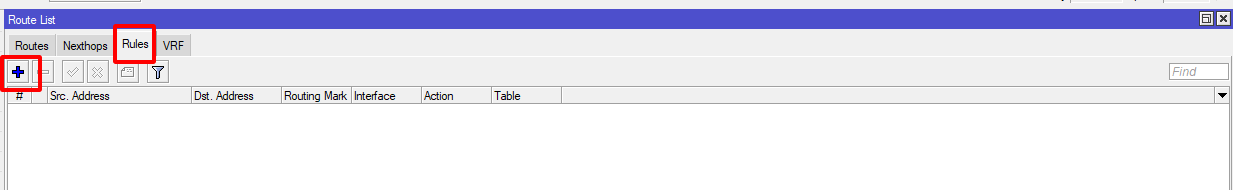 Route List
Routes Nexthops Rules VRF
Find
# Src. Address Dst. Address Routing Mark Interface Action Table